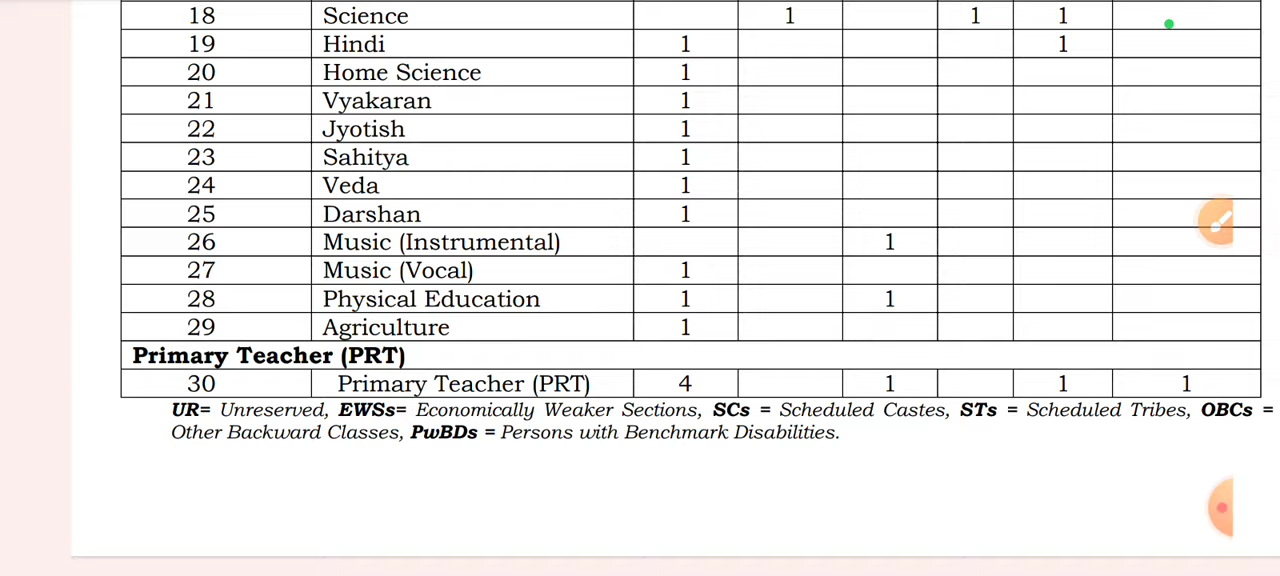 18 Science 1 1 1
19 Hindi 1 1
20 Home Science 1
21 Vyakaran 1
22 Jyotish 1
23 Sahitya 1
24 Veda 1
25 Darshan 1
26 Music (Instrumental) 1
27 Music (Vocal) 1
28 Physical Education 1 1
29 Agriculture 1
Primary Teacher (PRT)
30 Primary Teacher (PRT) 4 1 1 1
UR= Unreserved, EWSs= Economically Weaker Sections, SCs = Scheduled Castes, STs = Scheduled Tribes, OBCs =
Other Backward Classes, PwBDs = Persons with Benchmark Disabilities.